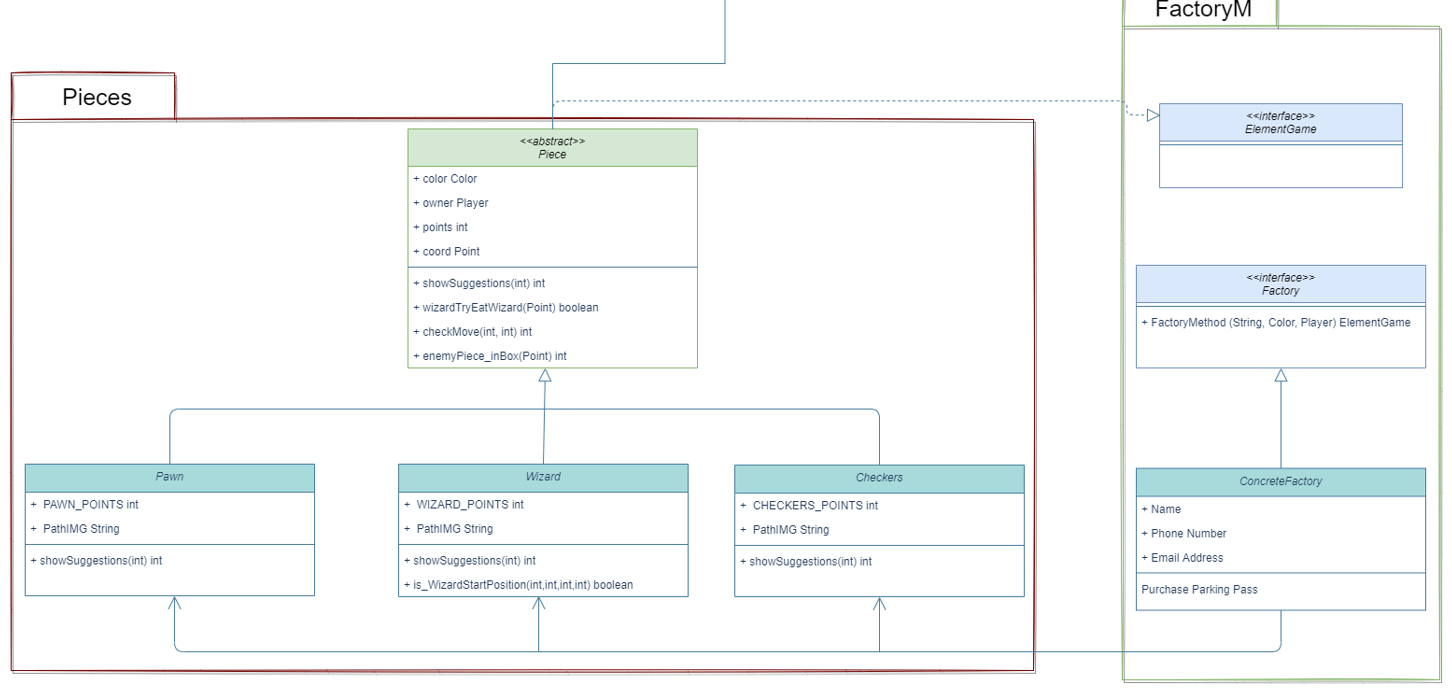 FactoryM
Pieces
<<abstract>>
Piece
+ color Color
+ owner Player
+ points int
+ coord Point
+ showSuggestions(int) int
+ wizardTryEatWizard(Point) boolean
+ checkMove(int, int) int
+ enemyPiece_inBox(Point) int
<<interface>>
ElementGame
<<interface>>
Factory
+ FactoryMethod (String, Color, Player) ElementGame
Pawn
+ PAWN_POINTS int
+ PathIMG String
+ showSuggestions(int) int
Wizard
+ WIZARD_POINTS int
+ PathIMG String
+ showSuggestions(int) int
+ is_WizardStartPosition(int,int,int,int) boolean
Checkers
+ CHECKERS_POINTS int
+ PathIMG String
+ showSuggestions(int) int
ConcreteFactory
+ Name
+ Phone Number
+ Email Address
Purchase Parking Pass